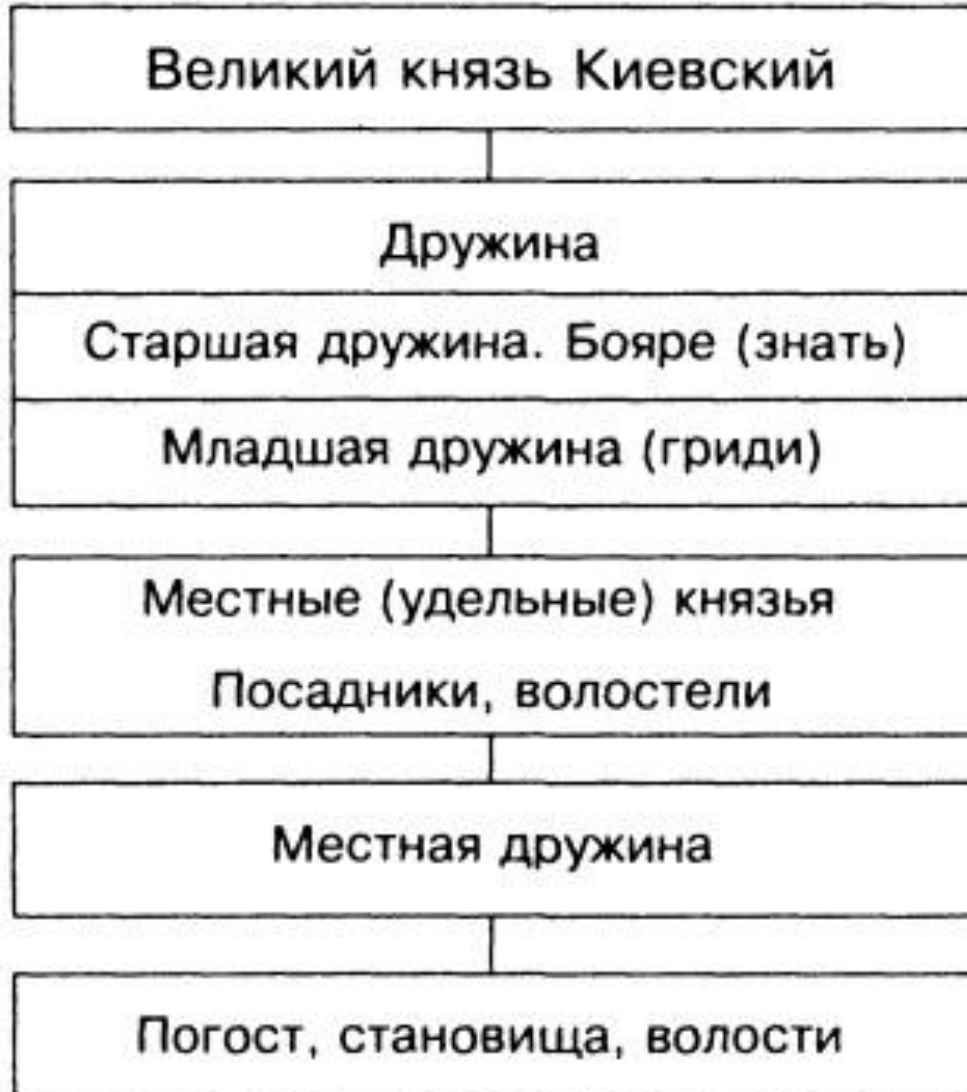 Великий князь Киевский
Дружина
Старшая дружина. Бояре (знать)
Младшая дружина (гриди)
Местные (удельные) князья
Посадники, волостели
Местная дружина
Погост, становища, волости